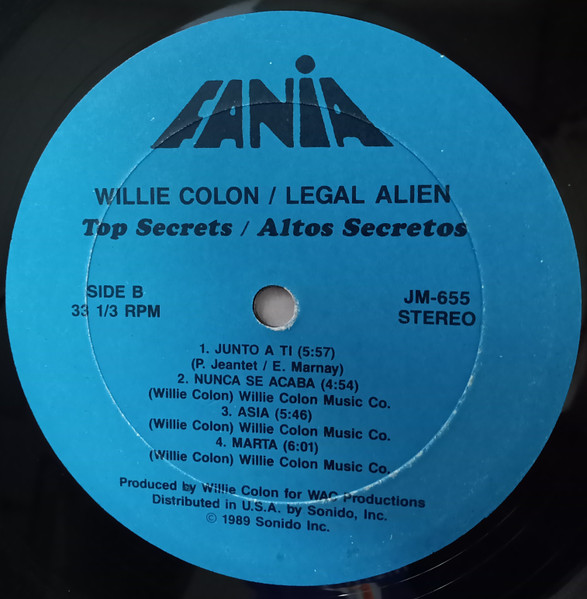 FANIA
WILLIE COLON / LEGAL ALIEN
Top Secrets / Altos Secretos
SIDE B
33 1/3 RPM
JM-655
STEREO
1. JUNTO A TI (5:57)
(P. Jeantet / E. Marnay)
2. NUNCA SE ACABA (4:54)
(Willie Colon) Willie Colon Music Co.
3. ASIA (5:46)
(Willie Colon) Willie Colon Music Co.
4. MARTA (6:01)
(Willie Colon) Willie Colon Music Co.
Produced by Willie Colon for WAC Productions
Distributed in U.S.A. by Sonido, Inc.
© 1989 Sonido Inc.